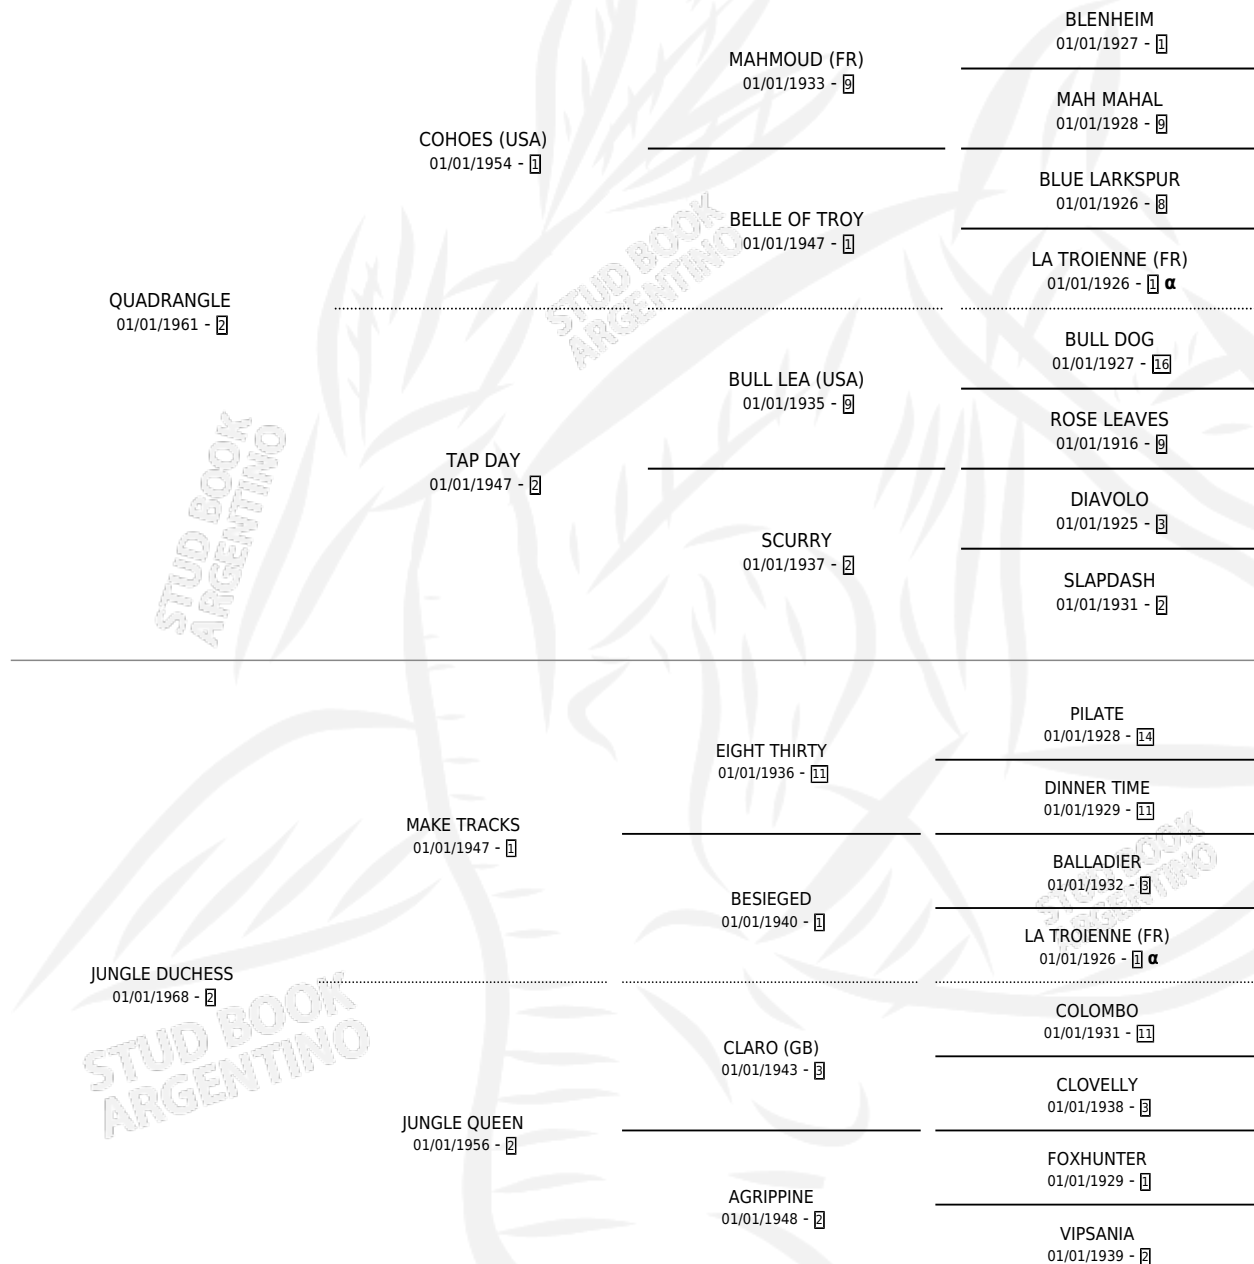 BLENHEIM
01/01/1927 - 1
MAHMOUD (FR)
01/01/1933 - 9
MAH MAHAL
01/01/1928 - 9
COHOES (USA)
01/01/1954 - 1
BLUE LARKSPUR
01/01/1926 - 8
BELLE OF TROY
01/01/1947 - 1
LA TROIENNE (FR)
01/01/1926 - 1 α
STUD BOOK
ARGENTINO
QUADRANGLE
01/01/1961 - 2
BULL DOG
01/01/1927 - 16
BULL LEA (USA)
01/01/1935 - 9
ROSE LEAVES
01/01/1916 - 9
TAP DAY
01/01/1947 - 2
DIAVOLO
01/01/1925 - 3
SCURRY
01/01/1937 - 2
SLAPDASH
01/01/1931 - 2
STUD BOOK
ARGENTINO
PILATE
01/01/1928 - 14
EIGHT THIRTY
01/01/1936 - 11
DINNER TIME
01/01/1929 - 11
MAKE TRACKS
01/01/1947 - 1
BALLADIER
01/01/1932 - 3
BESIEGED
01/01/1940 - 1
LA TROIENNE (FR)
01/01/1926 - 1 α
STUD BOOK
ARGENTINO
JUNGLE DUCHESS
01/01/1968 - 2
COLOMBO
01/01/1931 - 11
CLARO (GB)
01/01/1943 - 3
CLOVELLY
01/01/1938 - 3
JUNGLE QUEEN
01/01/1956 - 2
FOXHUNTER
01/01/1929 - 1
AGRIPPINE
01/01/1948 - 2
VIPSANIA
01/01/1939 - 2
STUD BOOK
ARGENTINO